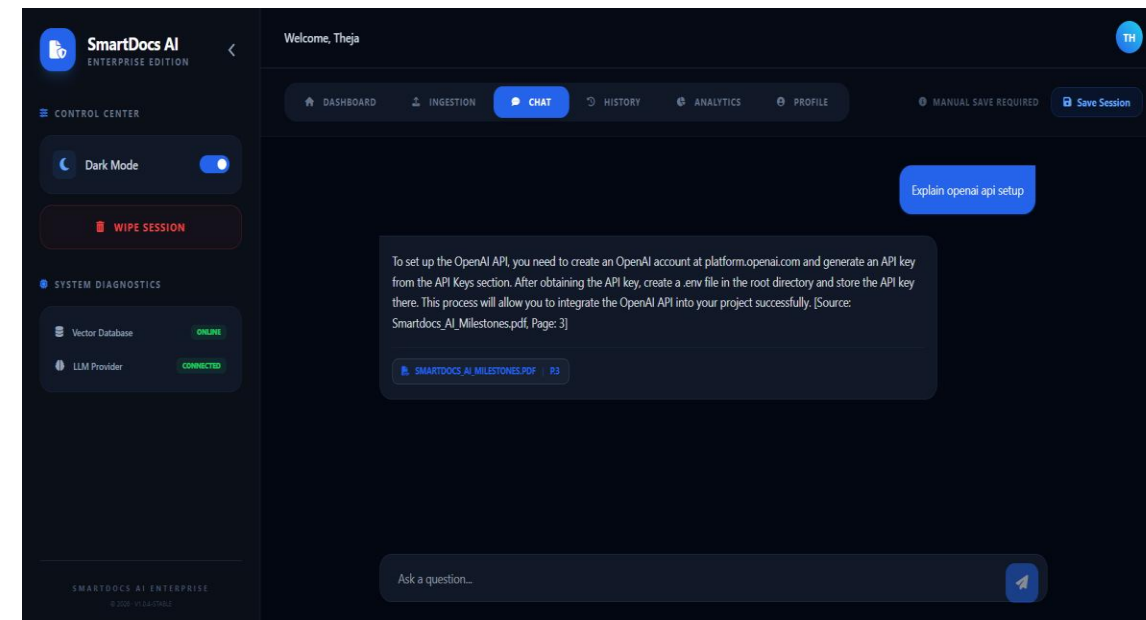 SmartDocs AI
ENTERPRISE EDITION
CONTROL CENTER
Dark Mode
WIPE SESSION
SYSTEM DIAGNOSTICS
Vector Database ONLINE
LLM Provider CONNECTED
SMARTDOCS AI ENTERPRISE
Welcome, Theja
TH
DASHBOARD INGESTION CHAT HISTORY ANALYTICS PROFILE
MANUAL SAVE REQUIRED Save Session
Explain openai api setup
To set up the OpenAI API, you need to create an OpenAI account at platform.openai.com and generate an API key
from the API Keys section. After obtaining the API key, create a .env file in the root directory and store the API key
there. This process will allow you to integrate the OpenAI API into your project successfully. [Source:
Smartdocs_AI_Milestones.pdf, Page: 3]
SMARTDOCS_AI_MILESTONES.PDF | P.3
Ask a question...